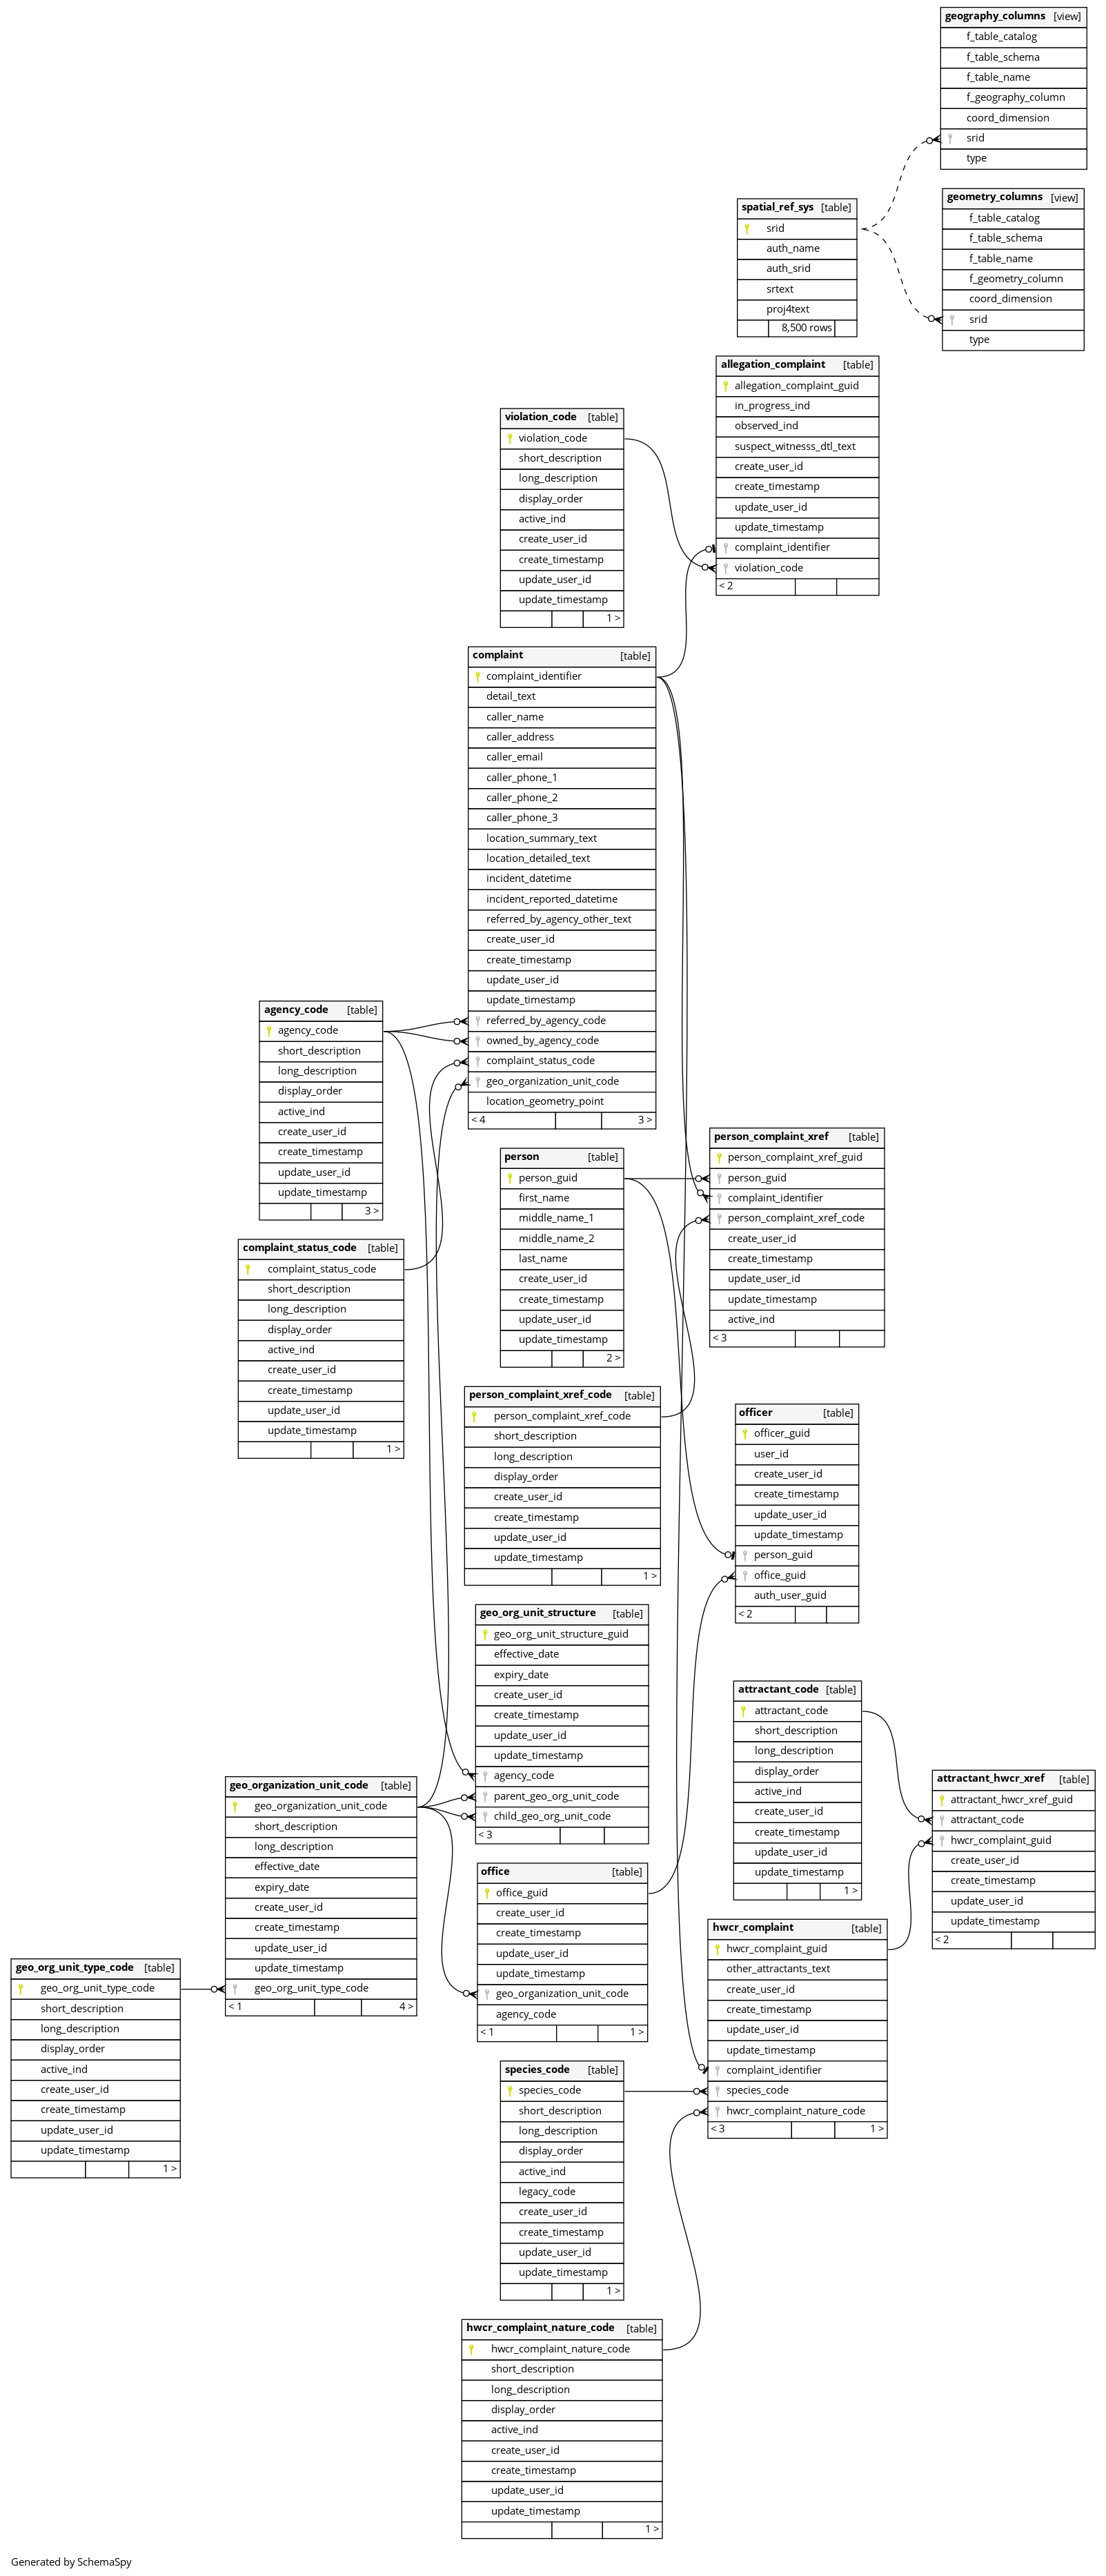 geography_columns [view]
f_table_catalog
f_table_schema
f_table_name
f_geography_column
coord_dimension
srid
type
geometry_columns [view]
f_table_catalog
f_table_schema
f_table_name
f_geometry_column
coord_dimension
srid
type
spatial_ref_sys [table]
srid
auth_name
auth_srid
srtext
proj4text
8,500 rows
allegation_complaint [table]
allegation_complaint_guid
in_progress_ind
observed_ind
suspect_witnesss_dtl_text
create_user_id
create_timestamp
update_user_id
update_timestamp
complaint_identifier
violation_code
< 2
violation_code [table]
violation_code
short_description
long_description
display_order
active_ind
create_user_id
create_timestamp
update_user_id
update_timestamp
1 >
complaint [table]
complaint_identifier
detail_text
caller_name
caller_address
caller_email
caller_phone_1
caller_phone_2
caller_phone_3
location_summary_text
location_detailed_text
incident_datetime
incident_reported_datetime
referred_by_agency_other_text
create_user_id
create_timestamp
update_user_id
update_timestamp
referred_by_agency_code
owned_by_agency_code
complaint_status_code
geo_organization_unit_code
location_geometry_point
< 4 3 >
agency_code [table]
agency_code
short_description
long_description
display_order
active_ind
create_user_id
create_timestamp
update_user_id
update_timestamp
3 >
person_complaint_xref [table]
person_complaint_xref_guid
person_guid
complaint_identifier
person_complaint_xref_code
create_user_id
create_timestamp
update_user_id
update_timestamp
active_ind
< 3
person [table]
person_guid
first_name
middle_name_1
middle_name_2
last_name
create_user_id
create_timestamp
update_user_id
update_timestamp
2 >
complaint_status_code [table]
complaint_status_code
short_description
long_description
display_order
active_ind
create_user_id
create_timestamp
update_user_id
update_timestamp
1 >
person_complaint_xref_code [table]
person_complaint_xref_code
short_description
long_description
display_order
create_user_id
create_timestamp
update_user_id
update_timestamp
1 >
officer [table]
officer_guid
user_id
create_user_id
create_timestamp
update_user_id
update_timestamp
person_guid
office_guid
auth_user_guid
< 2
geo_org_unit_structure [table]
geo_org_unit_structure_guid
effective_date
expiry_date
create_user_id
create_timestamp
update_user_id
update_timestamp
agency_code
parent_geo_org_unit_code
child_geo_org_unit_code
< 3
attractant_code [table]
attractant_code
short_description
long_description
display_order
active_ind
create_user_id
create_timestamp
update_user_id
update_timestamp
1 >
attractant_hwcr_xref [table]
attractant_hwcr_xref_guid
attractant_code
hwcr_complaint_guid
create_user_id
create_timestamp
update_user_id
update_timestamp
< 2
geo_organization_unit_code [table]
geo_organization_unit_code
short_description
long_description
effective_date
expiry_date
create_user_id
create_timestamp
update_user_id
update_timestamp
geo_org_unit_type_code
< 1 4 >
office [table]
office_guid
create_user_id
create_timestamp
update_user_id
update_timestamp
geo_organization_unit_code
agency_code
< 1 1 >
hwcr_complaint [table]
hwcr_complaint_guid
other_attractants_text
create_user_id
create_timestamp
update_user_id
update_timestamp
complaint_identifier
species_code
hwcr_complaint_nature_code
< 3 1 >
geo_org_unit_type_code [table]
geo_org_unit_type_code
short_description
long_description
display_order
active_ind
create_user_id
create_timestamp
update_user_id
update_timestamp
1 >
species_code [table]
species_code
short_description
long_description
display_order
active_ind
legacy_code
create_user_id
create_timestamp
update_user_id
update_timestamp
1 >
hwcr_complaint_nature_code [table]
hwcr_complaint_nature_code
short_description
long_description
display_order
active_ind
create_user_id
create_timestamp
update_user_id
update_timestamp
1 >
Generated by SchemaSpy